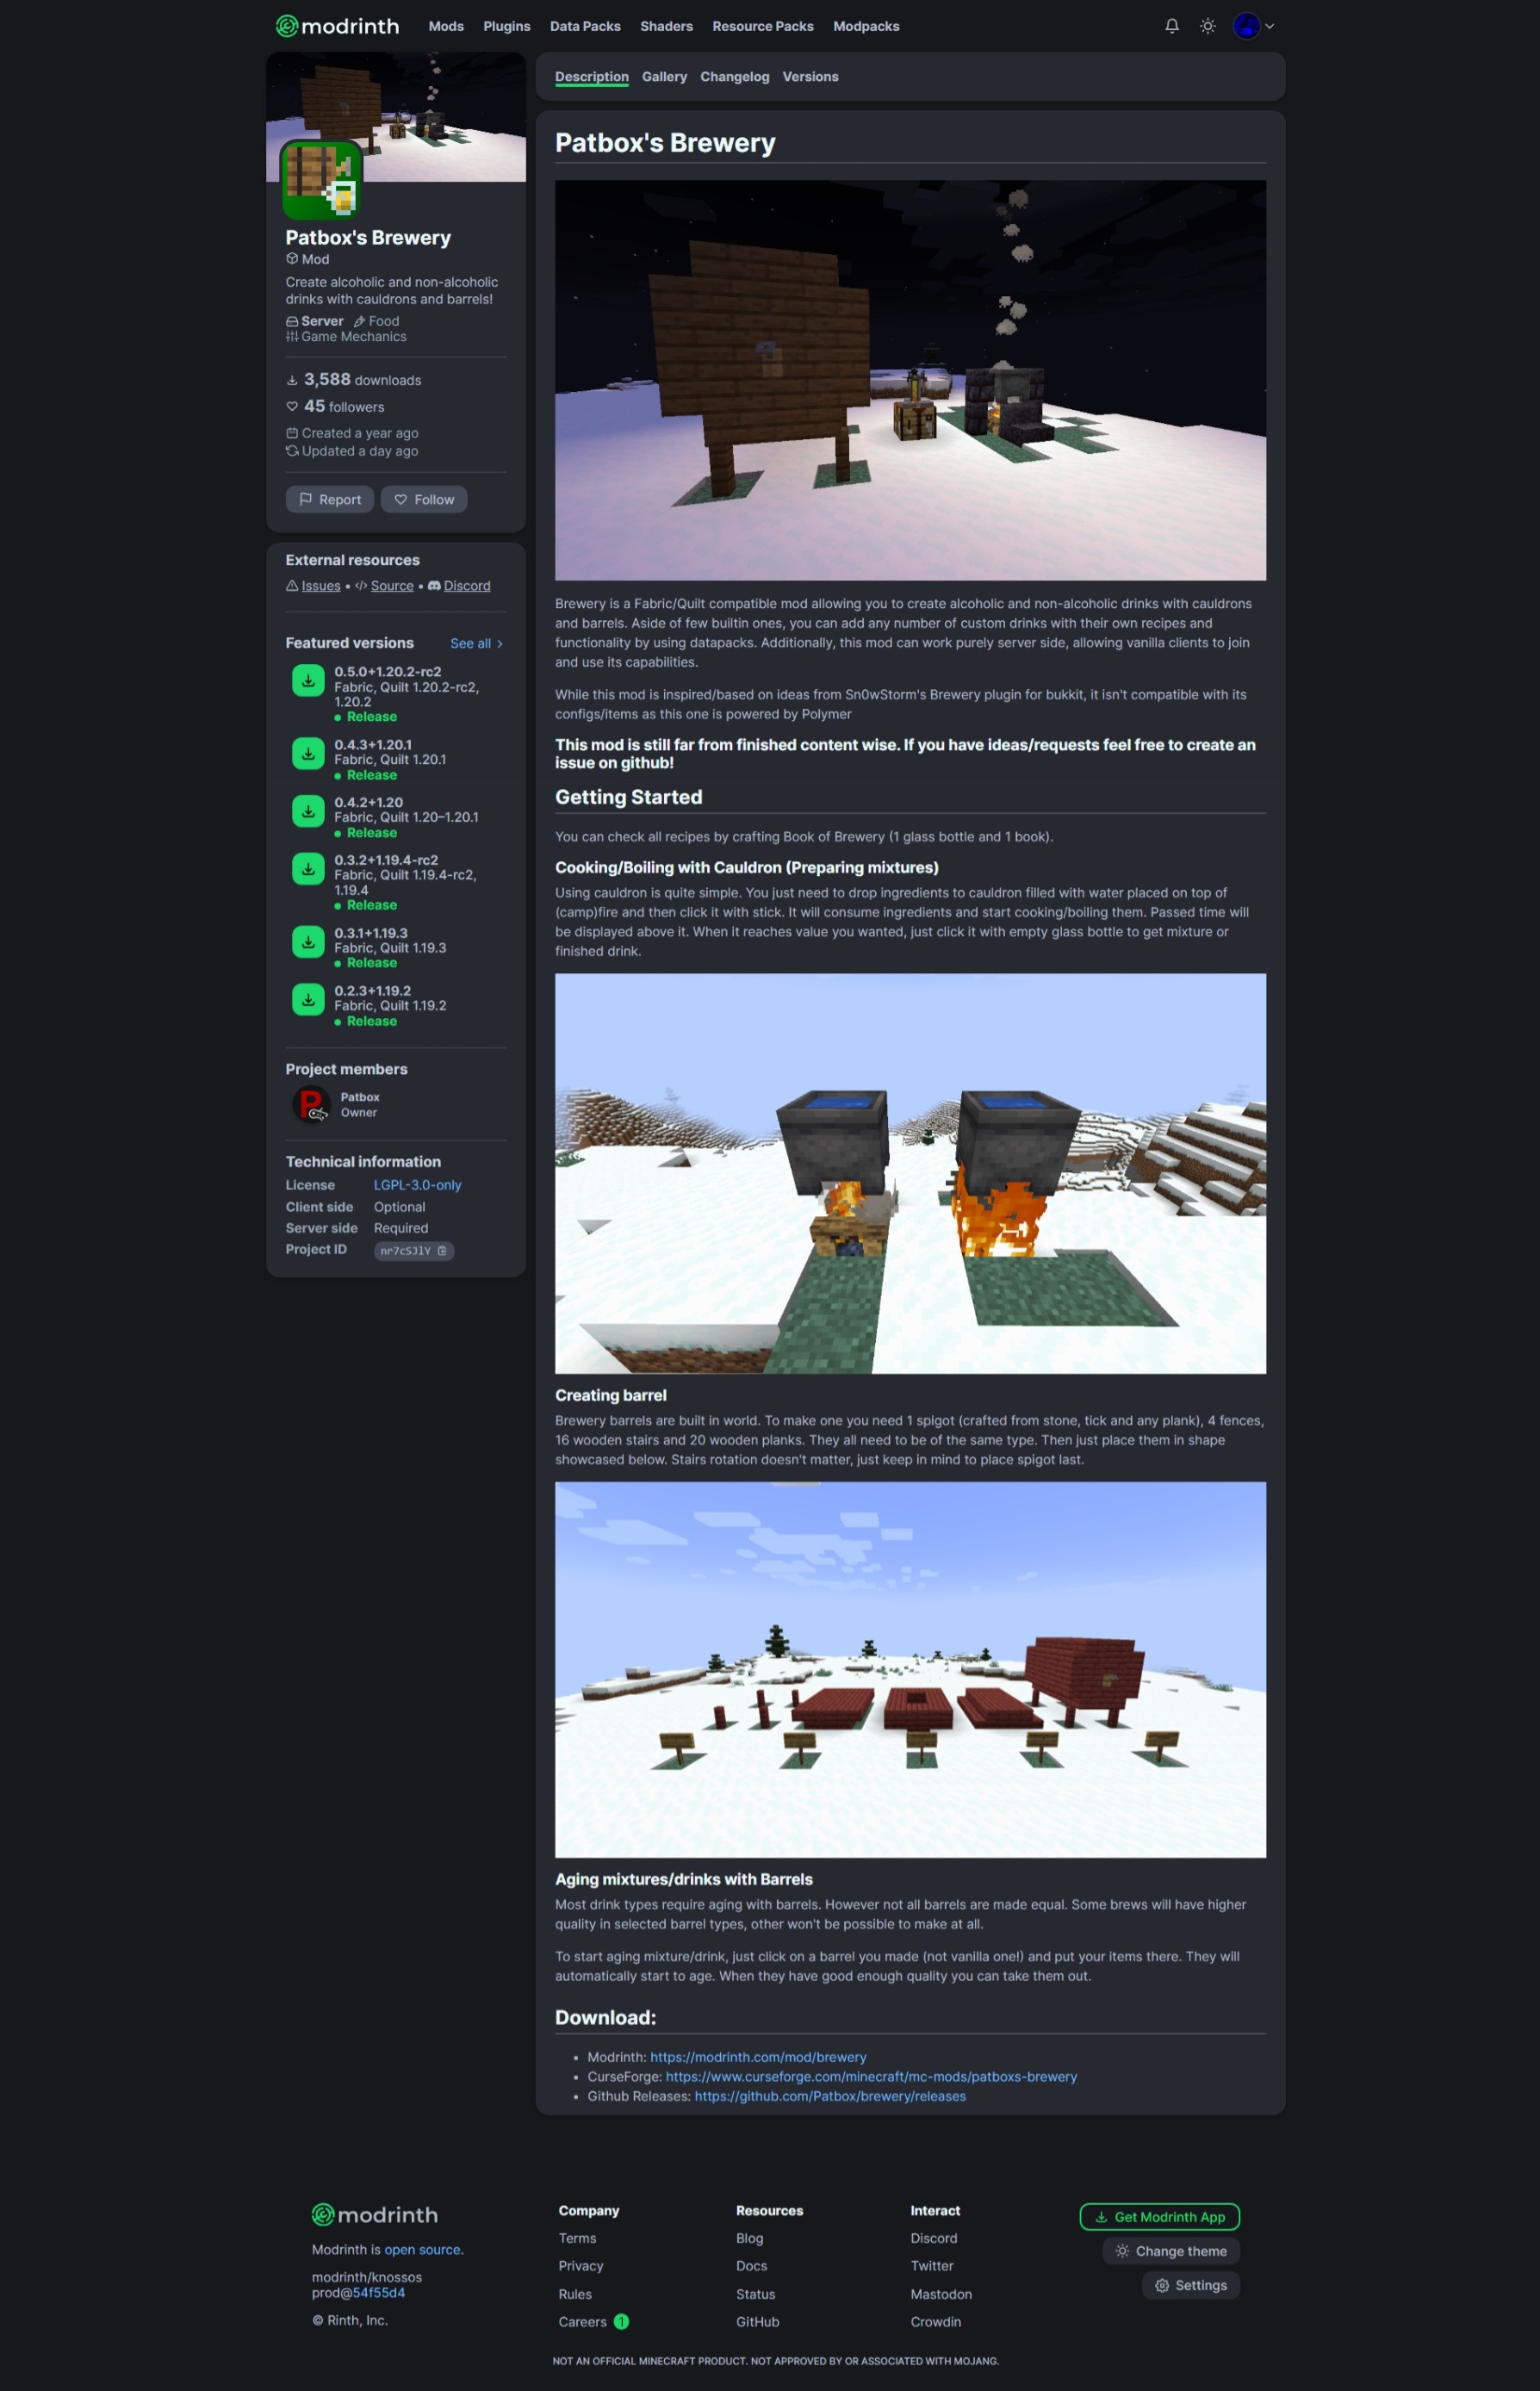 modrinth
Mods Plugins Data Packs Shaders Resource Packs Modpacks
Patbox's Brewery
Mod
Create alcoholic and non-alcoholic
drinks with cauldrons and barrels!
Server Food
Game Mechanics
3,588 downloads
45 followers
Created a year ago
Updated a day ago
Report Follow
External resources
Issues • Source • Discord
Featured versions See all
0.5.0+1.20.2-rc2
Fabric, Quilt 1.20.2-rc2,
1.20.2
• Release
0.4.3+1.20.1
Fabric, Quilt 1.20.1
• Release
0.4.2+1.20
Fabric, Quilt 1.20–1.20.1
• Release
0.3.2+1.19.4-rc2
Fabric, Quilt 1.19.4-rc2,
1.19.4
• Release
0.3.1+1.19.3
Fabric, Quilt 1.19.3
• Release
0.2.3+1.19.2
Fabric, Quilt 1.19.2
• Release
Project members
Patbox
Owner
Technical information
License LGPL-3.0-only
Client side Optional
Server side Required
Project ID nr7cSJlY
Description Gallery Changelog Versions
Patbox's Brewery
Brewery is a Fabric/Quilt compatible mod allowing you to create alcoholic and non-alcoholic drinks with cauldrons
and barrels. Aside of few builtin ones, you can add any number of custom drinks with their own recipes and
functionality by using datapacks. Additionally, this mod can work purely server side, allowing vanilla clients to join
and use its capabilities.
While this mod is inspired/based on ideas from Sn0wStorm's Brewery plugin for bukkit, it isn't compatible with its
configs/items as this one is powered by Polymer
This mod is still far from finished content wise. If you have ideas/requests feel free to create an
issue on github!
Getting Started
You can check all recipes by crafting Book of Brewery (1 glass bottle and 1 book).
Cooking/Boiling with Cauldron (Preparing mixtures)
Using cauldron is quite simple. You just need to drop ingredients to cauldron filled with water placed on top of
(camp)fire and then click it with stick. It will consume ingredients and start cooking/boiling them. Passed time will
be displayed above it. When it reaches value you wanted, just click it with empty glass bottle to get mixture or
finished drink.
Creating barrel
Brewery barrels are built in world. To make one you need 1 spigot (crafted from stone, tick and any plank), 4 fences,
16 wooden stairs and 20 wooden planks. They all need to be of the same type. Then just place them in shape
showcased below. Stairs rotation doesn't matter, just keep in mind to place spigot last.
Aging mixtures/drinks with Barrels
Most drink types require aging with barrels. However not all barrels are made equal. Some brews will have higher
quality in selected barrel types, other won't be possible to make at all.
To start aging mixture/drink, just click on a barrel you made (not vanilla one!) and put your items there. They will
automatically start to age. When they have good enough quality you can take them out.
Download:
• Modrinth: https://modrinth.com/mod/brewery
• CurseForge: https://www.curseforge.com/minecraft/mc-mods/patboxs-brewery
• Github Releases: https://github.com/Patbox/brewery/releases
modrinth
Modrinth is open source.
modrinth/knossos
prod@54f55d4
© Rinth, Inc.
Company
Terms
Privacy
Rules
Careers 1
Resources
Blog
Docs
Status
GitHub
Interact
Discord
Twitter
Mastodon
Crowdin
Get Modrinth App
Change theme
Settings
NOT AN OFFICIAL MINECRAFT PRODUCT. NOT APPROVED BY OR ASSOCIATED WITH MOJANG.